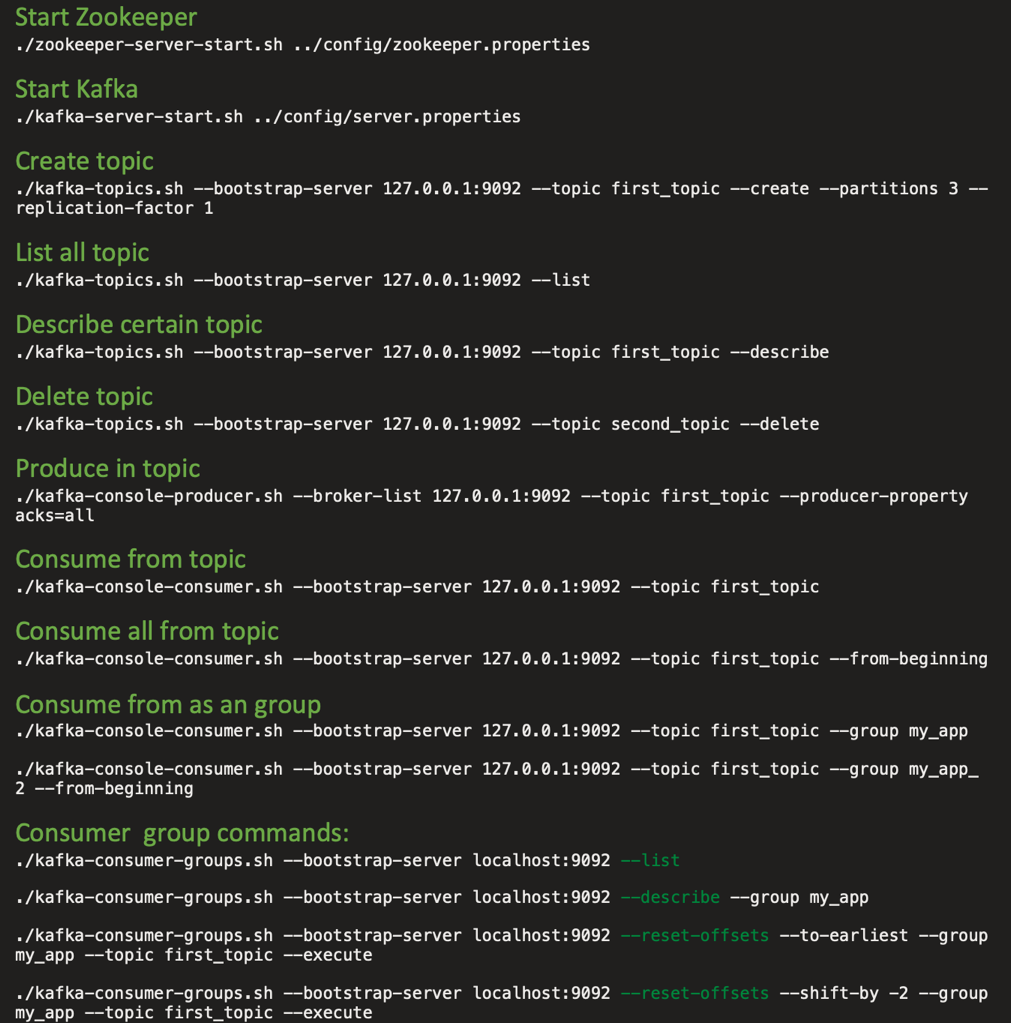 Start Zookeeper
./zookeeper-server-start.sh ../config/zookeeper.properties
Start Kafka
./kafka-server-start.sh ../config/server.properties
Create topic
./kafka-topics.sh --bootstrap-server 127.0.0.1:9092 --topic first_topic --create --partitions 3 --
replication-factor 1
List all topic
./kafka-topics.sh --bootstrap-server 127.0.0.1:9092 --list
Describe certain topic
./kafka-topics.sh --bootstrap-server 127.0.0.1:9092 --topic first_topic --describe
Delete topic
./kafka-topics.sh --bootstrap-server 127.0.0.1:9092 --topic second_topic --delete
Produce in topic
./kafka-console-producer.sh --broker-list 127.0.0.1:9092 --topic first_topic --producer-property
acks=all
Consume from topic
./kafka-console-consumer.sh --bootstrap-server 127.0.0.1:9092 --topic first_topic
Consume all from topic
./kafka-console-consumer.sh --bootstrap-server 127.0.0.1:9092 --topic first_topic --from-beginning
Consume from as an group
./kafka-console-consumer.sh --bootstrap-server 127.0.0.1:9092 --topic first_topic --group my_app
./kafka-console-consumer.sh --bootstrap-server 127.0.0.1:9092 --topic first_topic --group my_app_
2 --from-beginning
Consumer  group commands:
./kafka-consumer-groups.sh --bootstrap-server localhost:9092 --list
./kafka-consumer-groups.sh --bootstrap-server localhost:9092 --describe --group my_app
./kafka-consumer-groups.sh --bootstrap-server localhost:9092 --reset-offsets --to-earliest --group
my_app --topic first_topic --execute
./kafka-consumer-groups.sh --bootstrap-server localhost:9092 --reset-offsets --shift-by -2 --group
my_app --topic first_topic --execute